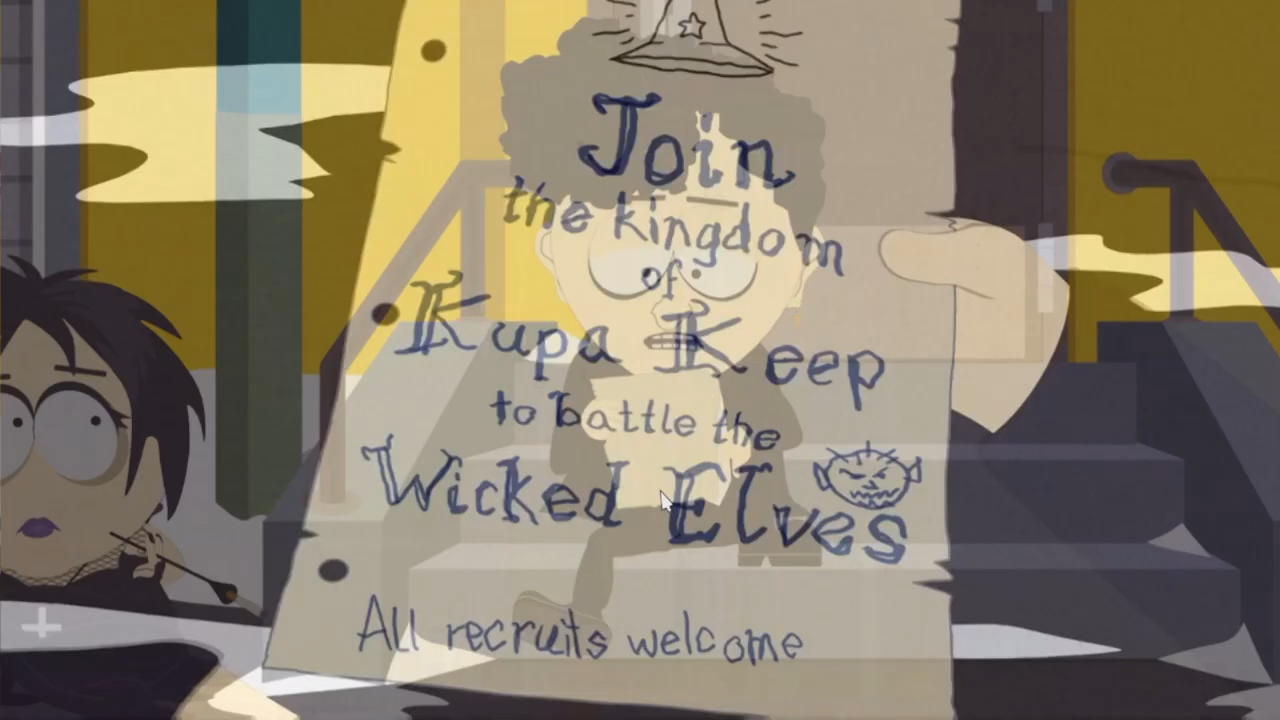 Join
the kingdom
of
Kupa Keep
to battle the
Wicked Elves
All recruits welcome